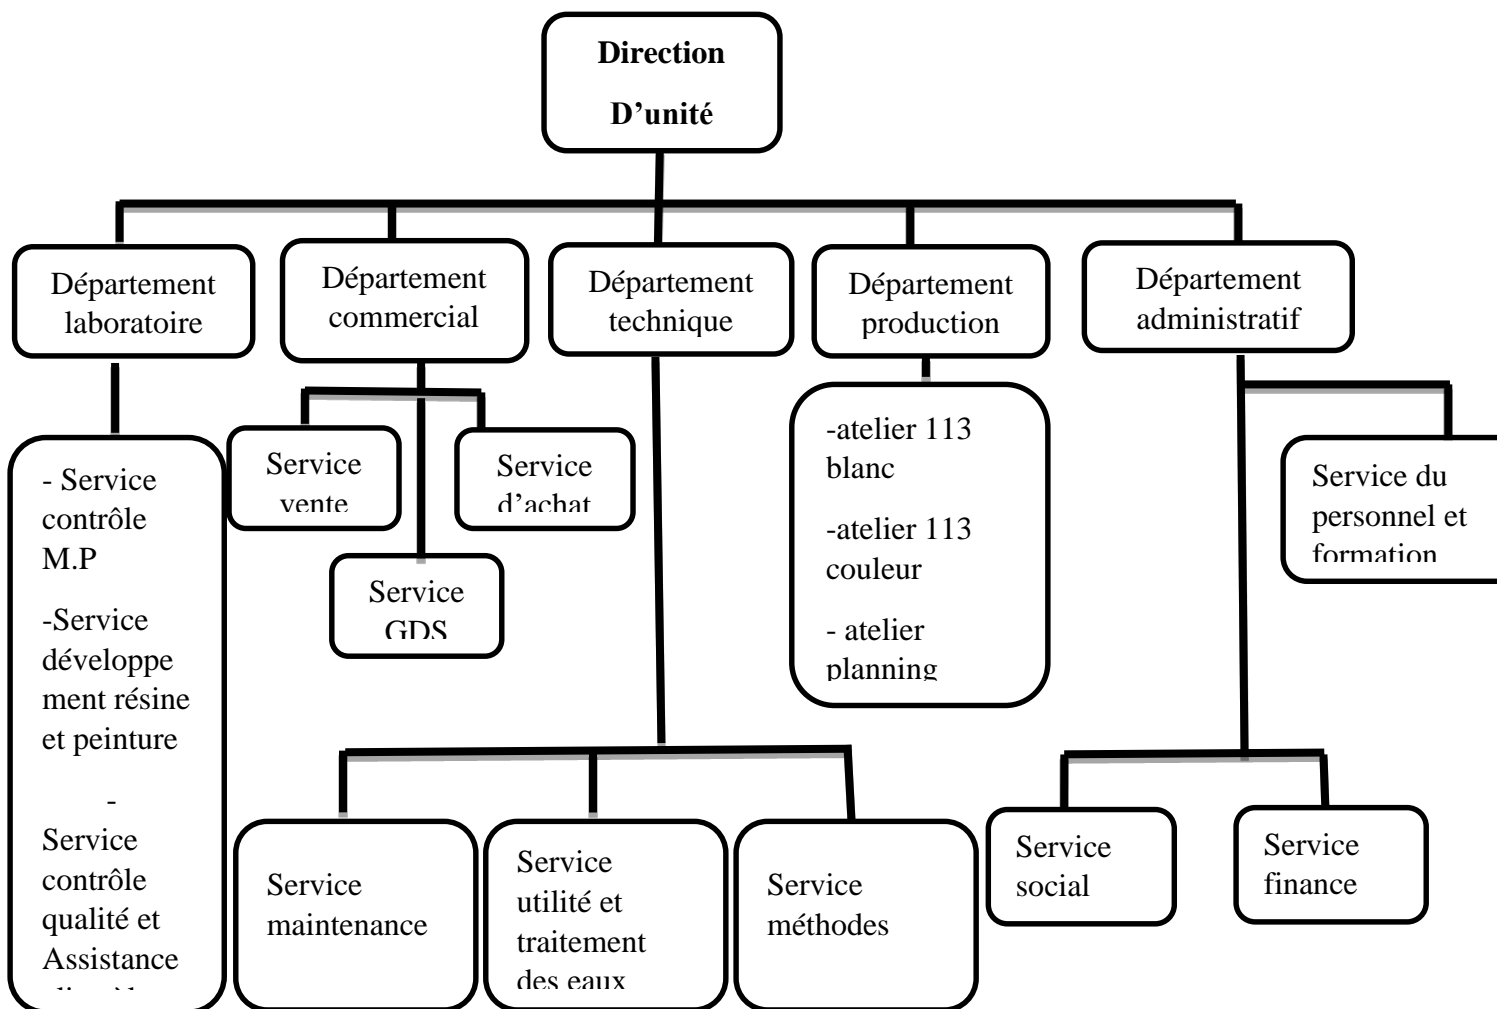 Direction
D’unité
Département
laboratoire
Département
commercial
Département
technique
Département
production
Département
administratif
- Service
contrôle
M.P
-Service
développe
ment résine
et peinture
-
Service
contrôle
qualité et
Assistance
Service
vente
Service
d’achat
Service
GDS
-atelier 113
blanc
-atelier 113
couleur
- atelier
planning
Service du
personnel et
formation
Service
maintenance
Service
utilité et
traitement
des eaux
Service
méthodes
Service
social
Service
finance